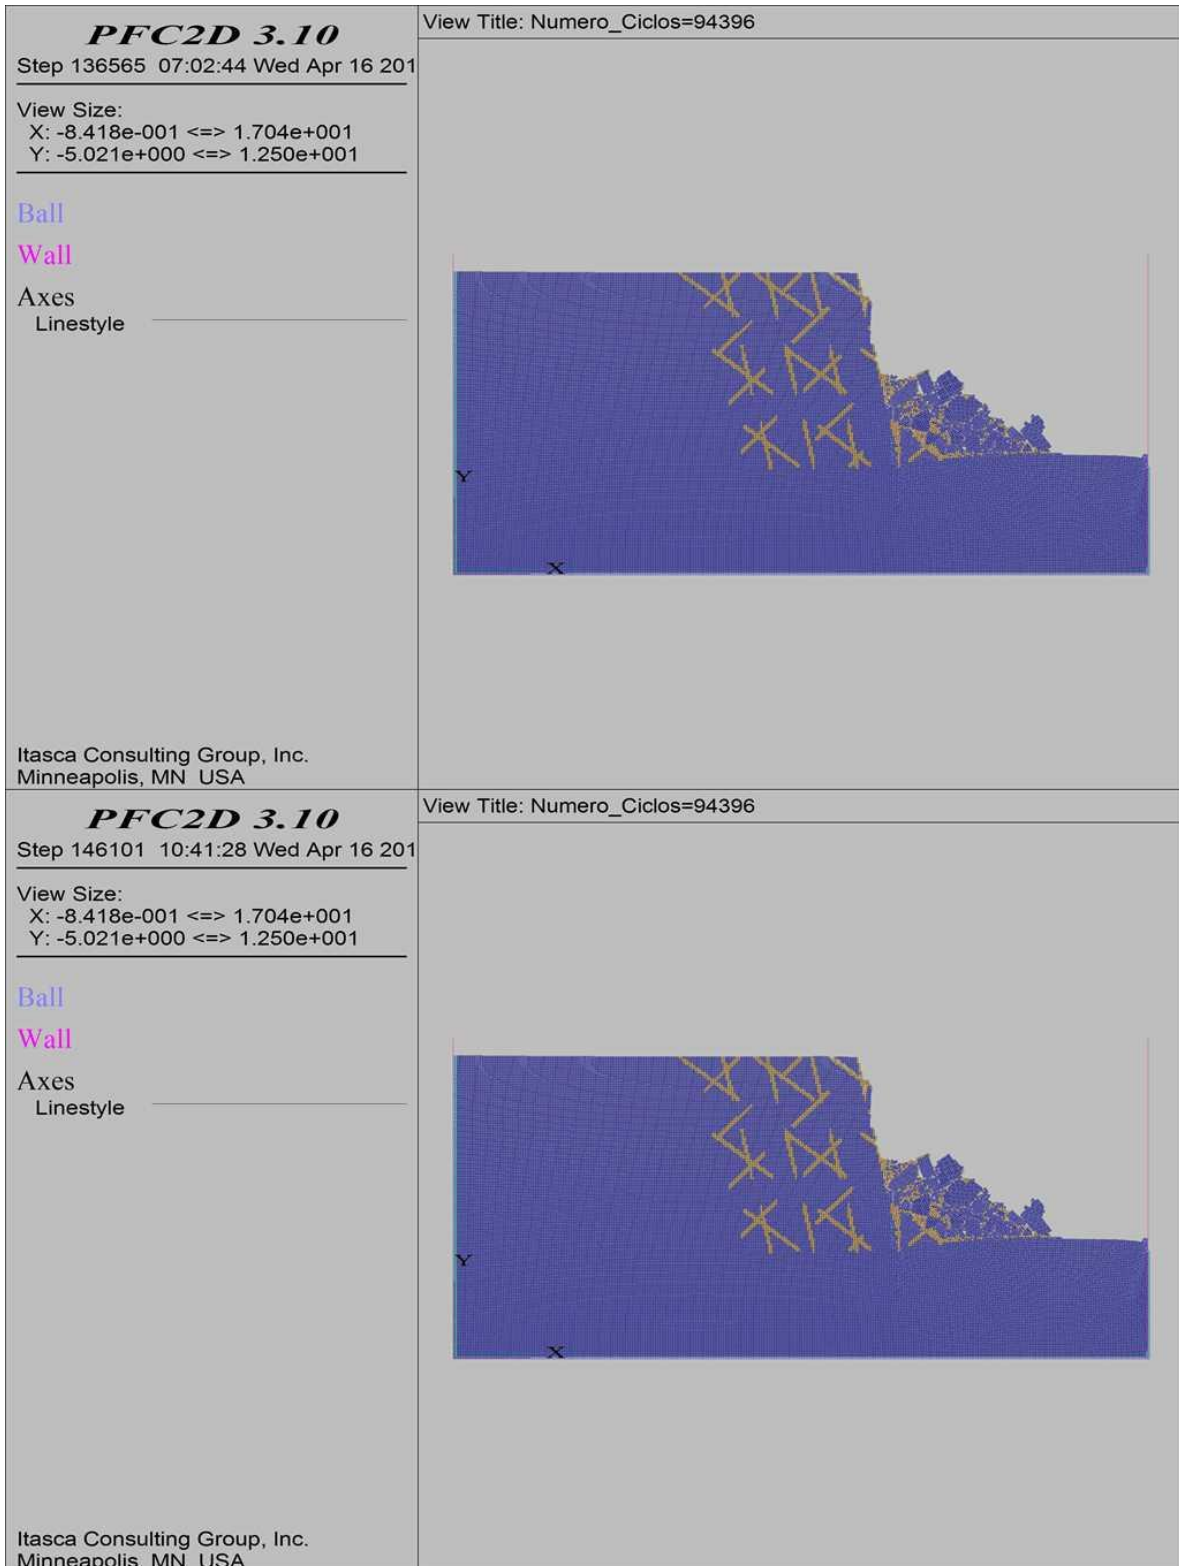 PFC2D 3.10
Step 136565 07:02:44 Wed Apr 16 201
View Size:
X: -8.418e-001 <=> 1.704e+001
Y: -5.021e+000 <=> 1.250e+001
Ball
Wall
Axes
Linestyle
Itasca Consulting Group, Inc.
Minneapolis, MN USA
View Title: Numero_Ciclos=94396
Y
X
PFC2D 3.10
Step 146101 10:41:28 Wed Apr 16 201
View Size:
X: -8.418e-001 <=> 1.704e+001
Y: -5.021e+000 <=> 1.250e+001
Ball
Wall
Axes
Linestyle
Itasca Consulting Group, Inc.
Minneapolis, MN USA
View Title: Numero_Ciclos=94396
Y
X